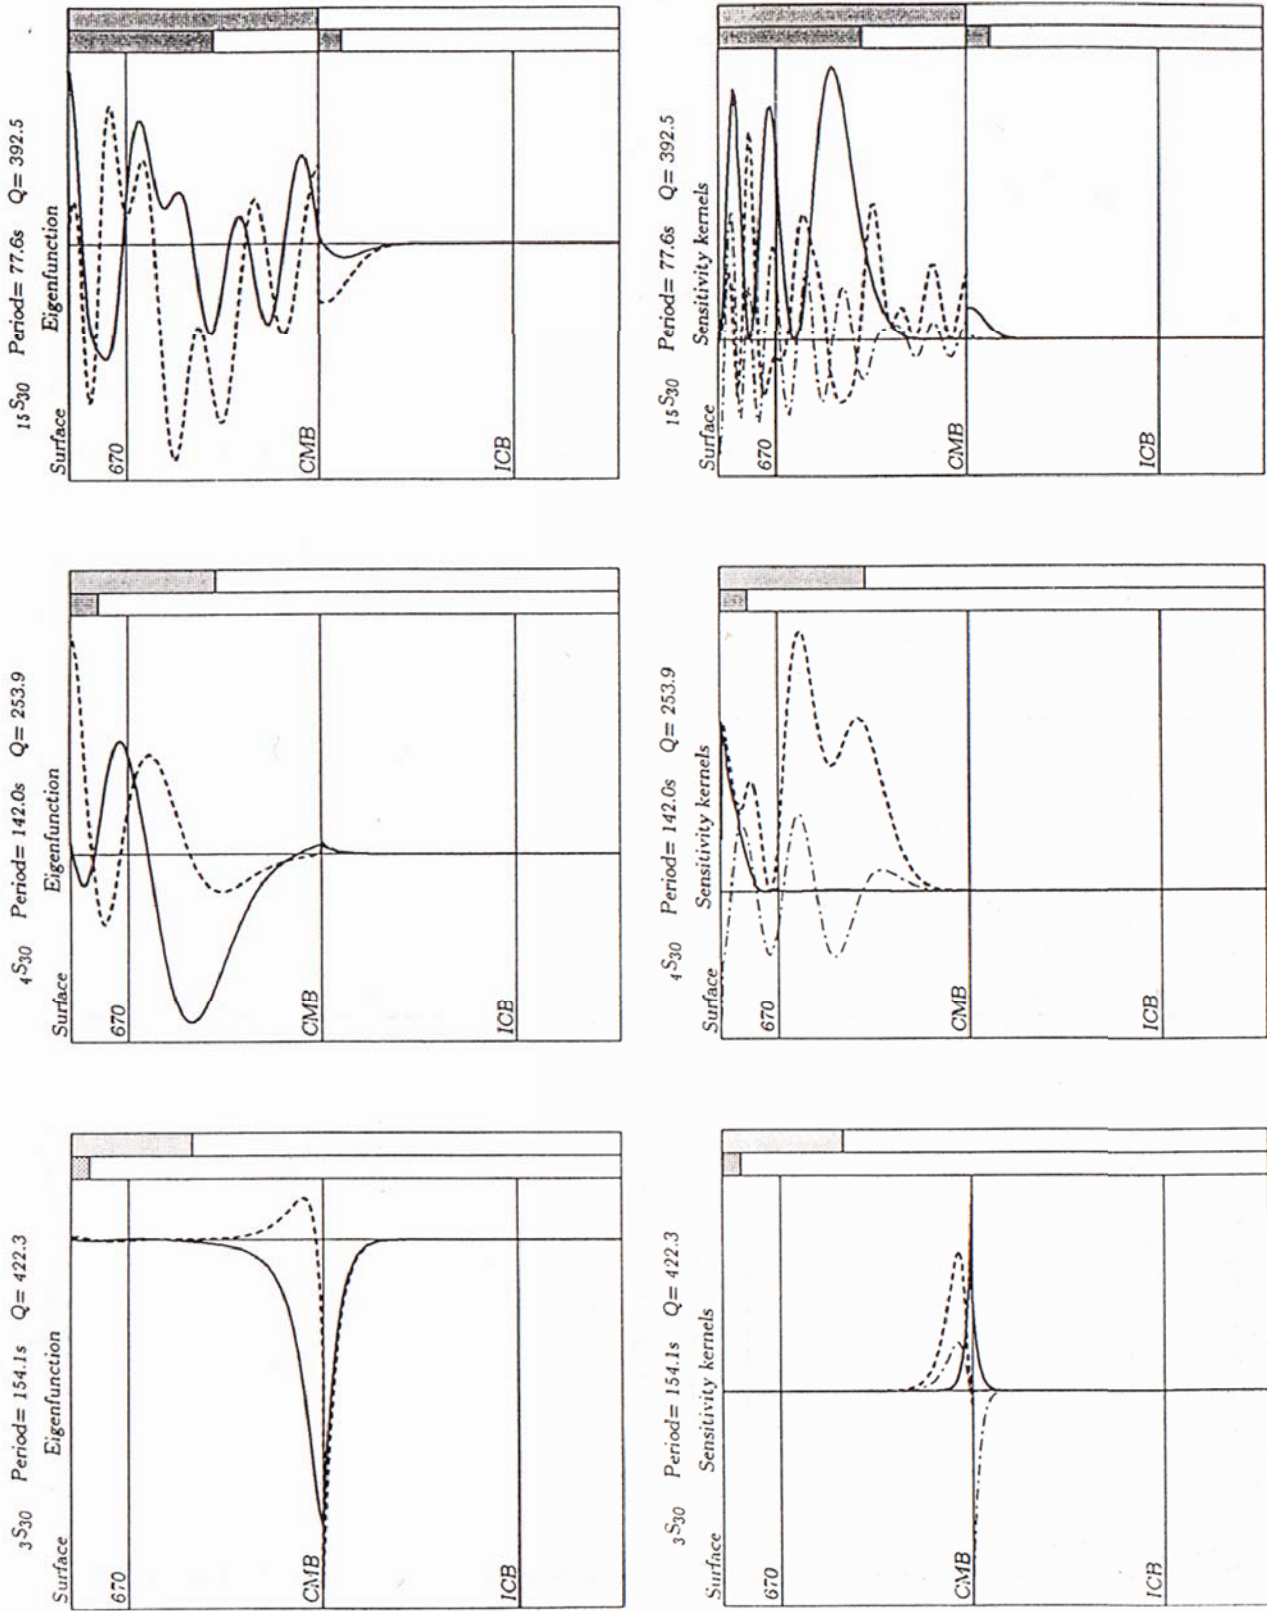 15S30 Period= 77.6s Q= 392.5
Eigenfunction
Surface
670
CMB
ICB
15S30 Period= 77.6s Q= 392.5
Sensitivity kernels
Surface
670
CMB
ICB
4S30 Period= 142.0s Q= 253.9
Eigenfunction
Surface
670
CMB
ICB
4S30 Period= 142.0s Q= 253.9
Sensitivity kernels
Surface
670
CMB
ICB
3S30 Period= 154.1s Q= 422.3
Eigenfunction
Surface
670
CMB
ICB
3S30 Period= 154.1s Q= 422.3
Sensitivity kernels
Surface
670
CMB
ICB